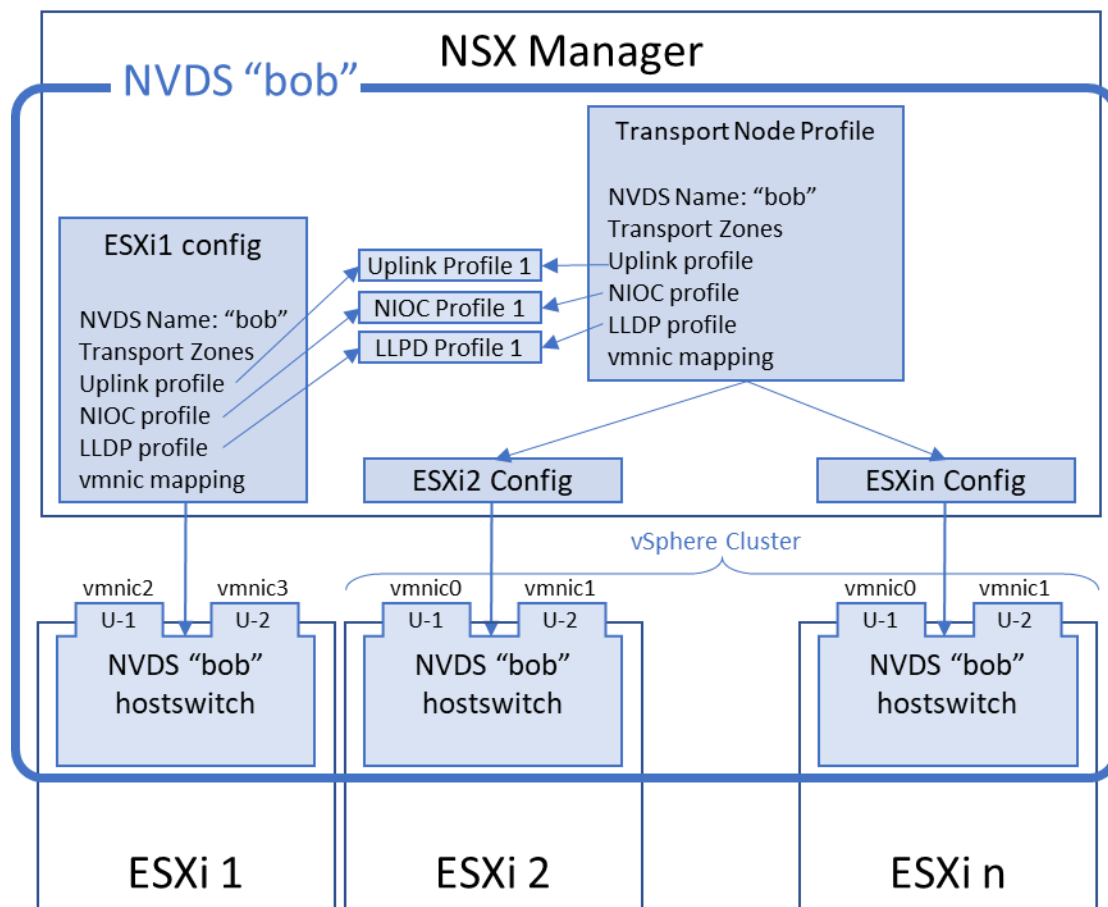 NSX Manager
NVDS “bob”
Transport Node Profile
NVDS Name: “bob”
Transport Zones
Uplink profile
NIOC profile
LLDP profile
vmnic mapping
ESXi1 config
NVDS Name: “bob”
Transport Zones
Uplink profile
NIOC profile
LLDP profile
vmnic mapping
Uplink Profile 1
NIOC Profile 1
LLPD Profile 1
ESXi2 Config
ESXin Config
vSphere Cluster
vmnic2
vmnic3
U-1
U-2
NVDS “bob”
hostswitch
ESXi 1
vmnic0
vmnic1
U-1
U-2
NVDS “bob”
hostswitch
ESXi 2
vmnic0
vmnic1
U-1
U-2
NVDS “bob”
hostswitch
ESXi n